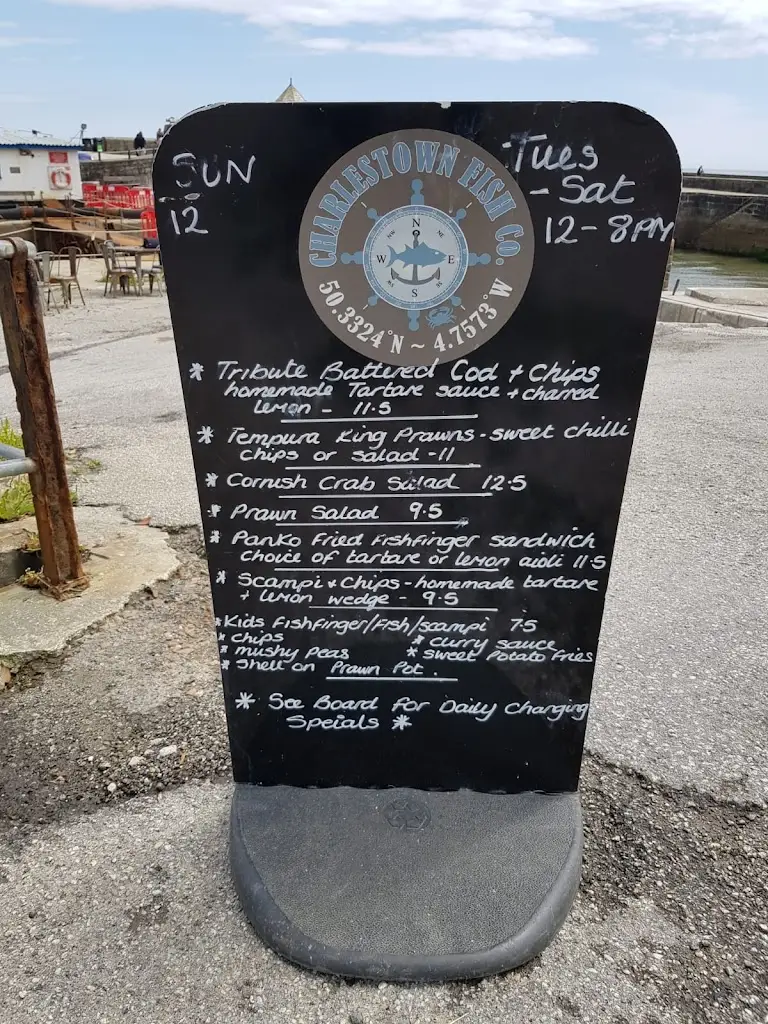 SUN
12
Tues
- Sat
12-8PM
CHARLESTOWN FISH CO.
N
W E
S
50.3324°N ~ 4.7573°W
* Tribute Battered Cod + Chips
homemade Tartare sauce + charred
lemon - 11.5
* Tempura King Prawns - sweet chilli
chips or salad - 11
* Cornish Crab Salad 12.5
* Prawn Salad 9.5
* Panko Fried Fishfinger sandwich
choice of tartare or lemon aioli 11.5
* Scampi + Chips - homemade tartare
+ lemon wedge - 9.5
* Kids Fishfinger/Fish/scampi 7.5
* chips * curry sauce
* mushy peas * sweet potato fries
* Shell on Prawn Pot.
* See Board For Daily Changing
Speials *